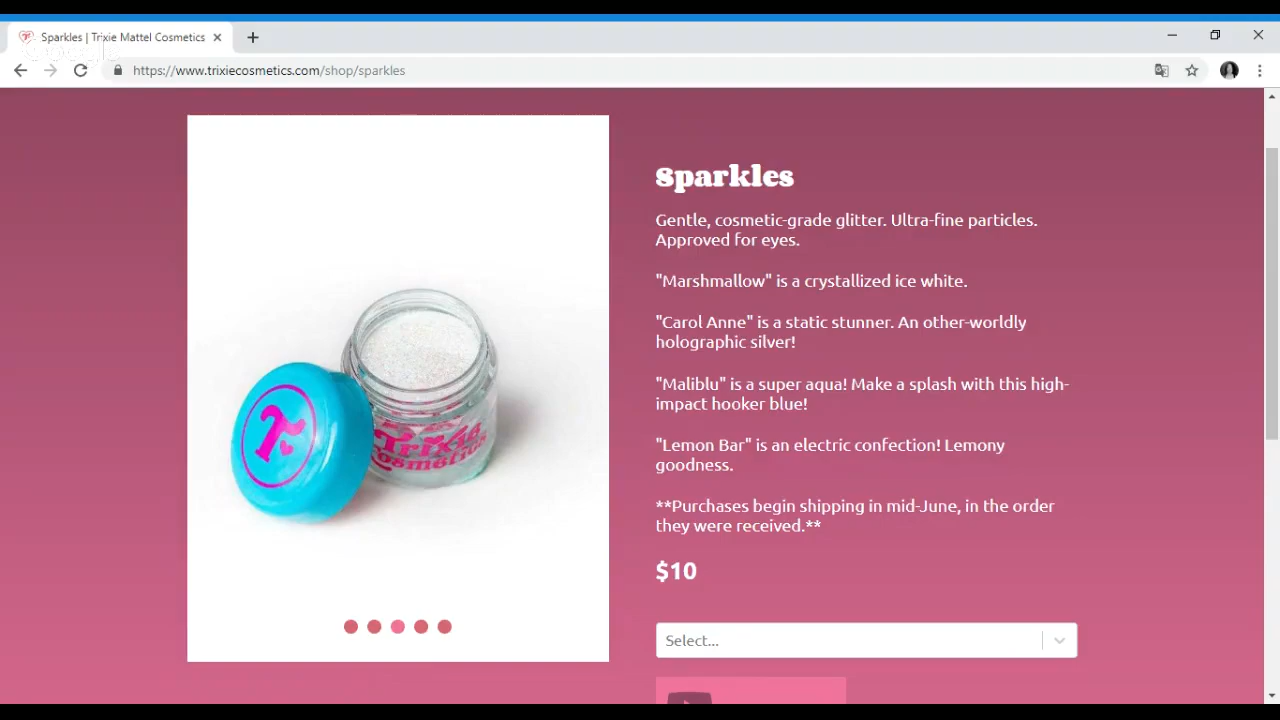 Sparkles | Trixie Mattel Cosmetics
https://www.trixiecosmetics.com/shop/sparkles
Trixie
Cosmetics
Sparkles
Gentle, cosmetic-grade glitter. Ultra-fine particles.
Approved for eyes.
"Marshmallow" is a crystallized ice white.
"Carol Anne" is a static stunner. An other-worldly
holographic silver!
"Maliblu" is a super aqua! Make a splash with this high-
impact hooker blue!
"Lemon Bar" is an electric confection! Lemony
goodness.
**Purchases begin shipping in mid-June, in the order
they were received.**
$10
Select...